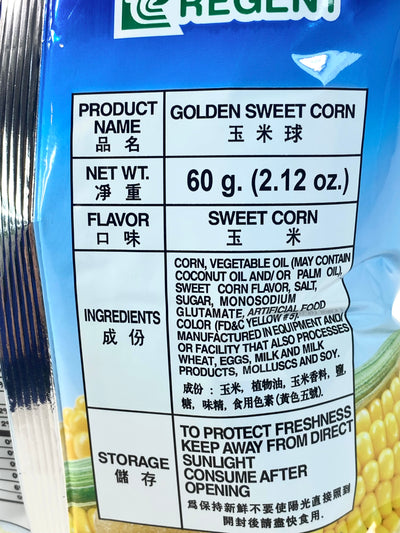 REGENT
PRODUCT NAME
品名
GOLDEN SWEET CORN
玉米球
NET WT.
淨重
60 g. (2.12 oz.)
FLAVOR
口味
SWEET CORN
玉米
INGREDIENTS
成份
CORN, VEGETABLE OIL (MAY CONTAIN
COCONUT OIL AND/ OR PALM OIL),
SWEET CORN FLAVOR, SALT,
SUGAR, MONOSODIUM
GLUTAMATE, ARTIFICIAL FOOD
COLOR (FD&C YELLOW #5).
MANUFACTURED IN EQUIPMENT AND/
OR FACILITY THAT ALSO PROCESSES
WHEAT, EGGS, MILK AND MILK
PRODUCTS, MOLLUSCS AND SOY.
成份：玉米, 植物油, 玉米香料, 鹽,
糖, 味精, 食用色素(黃色五號).
STORAGE
儲存
TO PROTECT FRESHNESS
KEEP AWAY FROM DIRECT
SUNLIGHT
CONSUME AFTER
OPENING
爲保持新鮮不要使陽光直接照到
開封後請盡快食用.